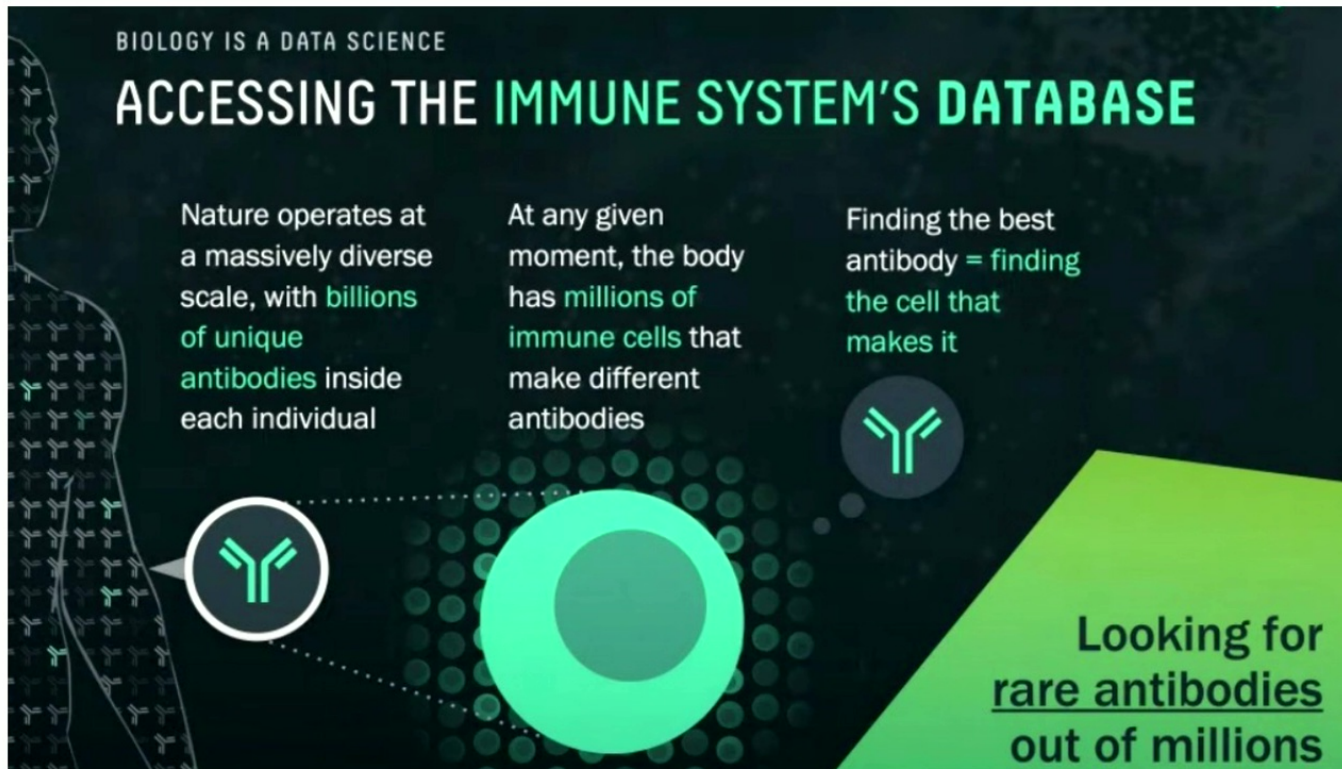 BIOLOGY IS A DATA SCIENCE
ACCESSING THE IMMUNE SYSTEM'S DATABASE
Nature operates at
a massively diverse
scale, with billions
of unique
antibodies inside
each individual
At any given
moment, the body
has millions of
immune cells that
make different
antibodies
Finding the best
antibody = finding
the cell that
makes it
Looking for
rare antibodies
out of millions